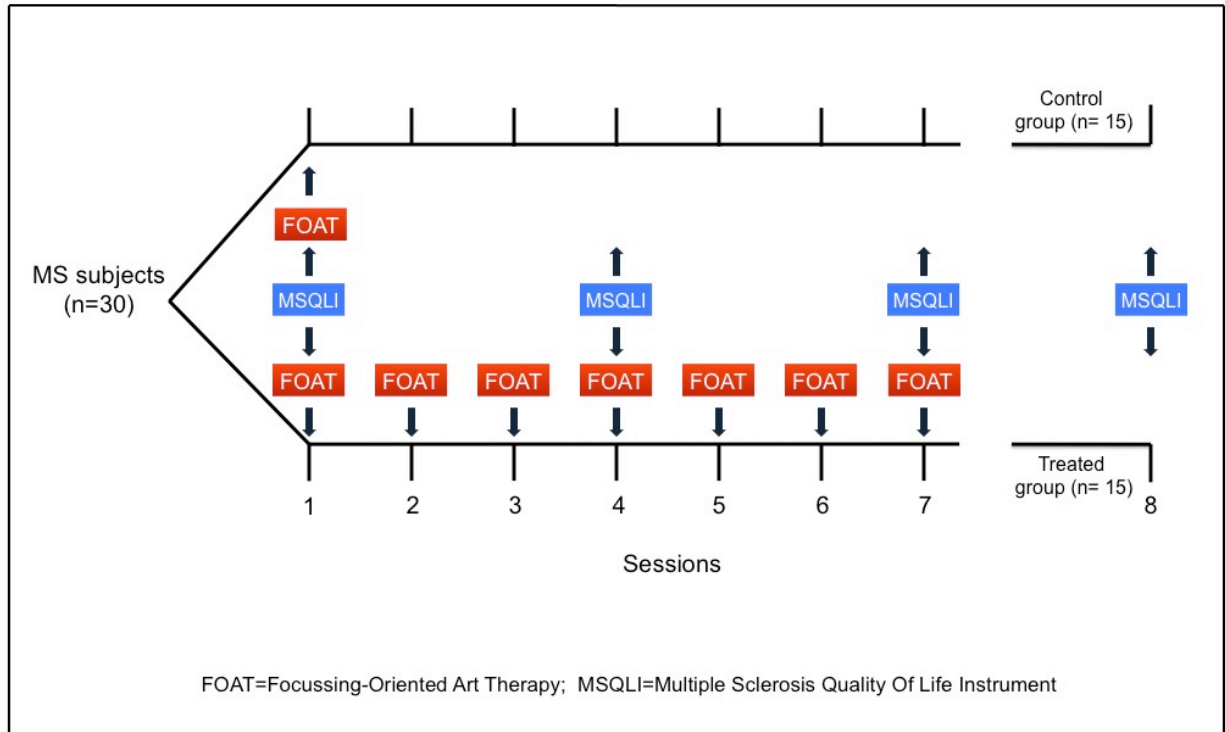 Control
group (n= 15)
FOAT
MS subjects
(n=30)
MSQLI MSQLI MSQLI MSQLI
FOAT FOAT FOAT FOAT FOAT FOAT FOAT
Treated
group (n= 15)
1 2 3 4 5 6 7 8
Sessions
FOAT=Focussing-Oriented Art Therapy; MSQLI=Multiple Sclerosis Quality Of Life Instrument